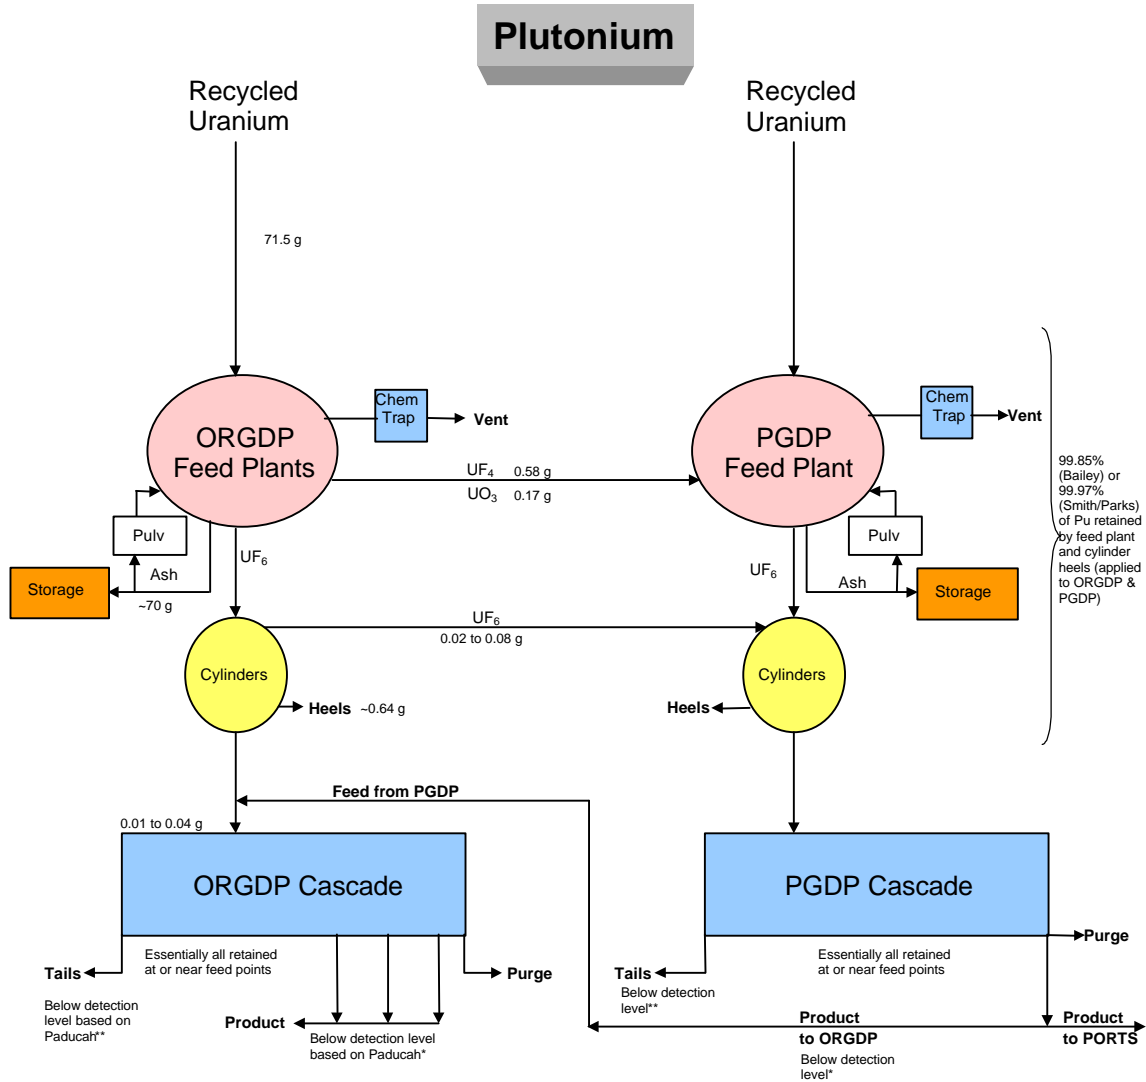 Plutonium
Recycled
Uranium
Recycled
Uranium
71.5 g
Chem
Trap
Vent
Chem
Trap
Vent
ORGDP
Feed Plants
PGDP
Feed Plant
UF₄ 0.58 g
UO₃ 0.17 g
99.85%
(Bailey) or
99.97%
(Smith/Parks)
of Pu retained
by feed plant
and cylinder
heels (applied
to ORGDP &
PGDP)
Pulv
Pulv
UF₆
UF₆
Ash
Ash
Storage
Storage
~70 g
UF₆
0.02 to 0.08 g
Cylinders
Cylinders
Heels ~0.64 g
Heels
Feed from PGDP
0.01 to 0.04 g
ORGDP Cascade
PGDP Cascade
Purge
Essentially all retained
at or near feed points
Essentially all retained
at or near feed points
Tails
Purge
Tails
Below detection
level based on
Paducah**
Below detection
level**
Product
Below detection level
based on Paducah*
Product
to ORGDP
Product
to PORTS
Below detection
level*